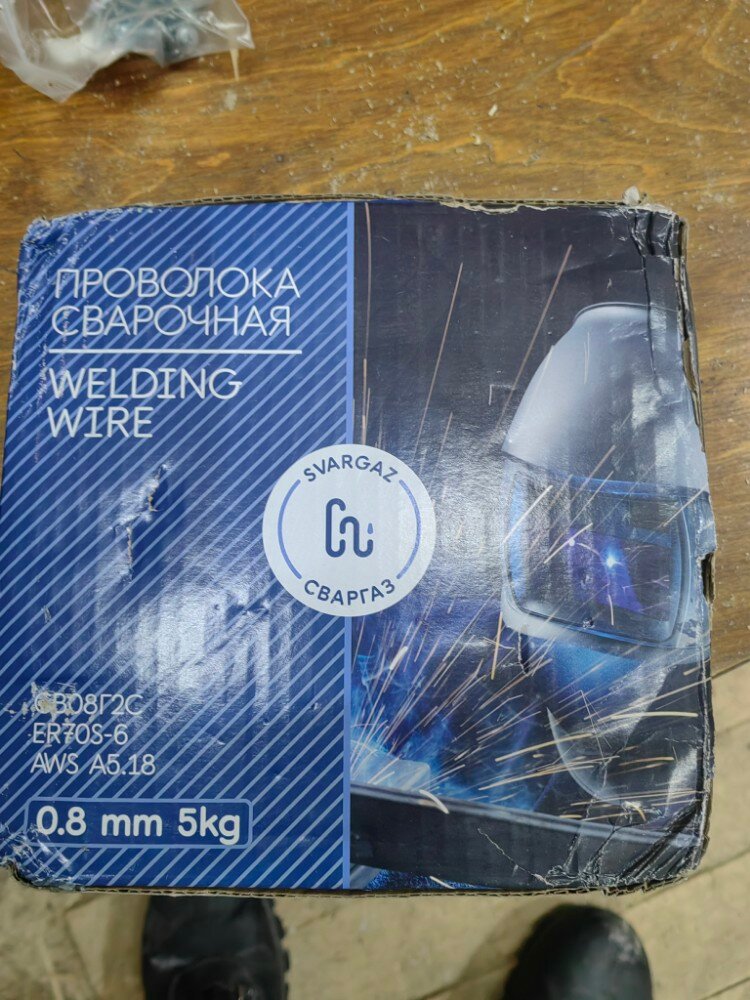 ПРОВОЛОКА
СВАРОЧНАЯ
WELDING
WIRE
SVARGAZ
СВАРГАЗ
СВ08Г2С
ER70S-6
AWS A5.18
0.8 mm 5kg